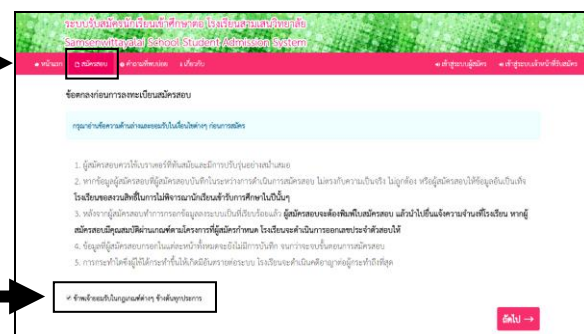 ระบบรับสมัครนักเรียนเข้าศึกษาต่อ โรงเรียนสามเสนวิทยาลัย
Samsenwittayalai School Student Admission System
หน้าแรก สมัครสอบ คำถามที่พบบ่อย เกี่ยวกับ เข้าสู่ระบบผู้สมัคร เข้าสู่ระบบเจ้าหน้าที่รับสมัคร
ข้อตกลงก่อนการลงทะเบียนสมัครสอบ
กรุณาอ่านข้อความด้านล่างและยอมรับในเงื่อนไขต่างๆ ก่อนการสมัคร
1. ผู้สมัครควรใช้เบราเซอร์ที่ทันสมัยและมีการปรับรุ่นอย่างสม่ำเสมอ
2. หากข้อมูลผู้สมัครสอบที่ผู้สมัครสอบบันทึกในระหว่างการดำเนินการสมัครสอบ ไม่ตรงกับความเป็นจริง ไม่ถูกต้อง หรือผู้สมัครสอบให้ข้อมูลอันเป็นเท็จ
โรงเรียนขอสงวนสิทธิ์ในการไม่พิจารณานักเรียนเข้ารับการศึกษาในปีนั้นๆ
3. หลังจากผู้สมัครสอบทำการกรอกข้อมูลลงระบบเป็นที่เรียบร้อยแล้ว ผู้สมัครสอบจะต้องพิมพ์ใบสมัครสอบ แล้วนำไปยื่นแจ้งความจำนงที่โรงเรียน หากผู้
สมัครสอบมีคุณสมบัติผ่านเกณฑ์ตามโครงการที่ผู้สมัครกำหนด โรงเรียนจะดำเนินการออกเลขประจำตัวสอบให้
4. ข้อมูลที่ผู้สมัครสอบกรอกในแต่ละหน้าทั้งหมดจะยังไม่มีการบันทึก จนกว่าจะจบขั้นตอนการสมัครสอบ
5. การกระทำใดซึ่งผู้ใช้ได้กระทำขึ้นให้เกิดมีอันตรายต่อระบบ โรงเรียนจะดำเนินคดีอาญาต่อผู้กระทำถึงที่สุด
ข้าพเจ้ายอมรับในกฎเกณฑ์ต่างๆ ข้างต้นทุกประการ
ถัดไป →